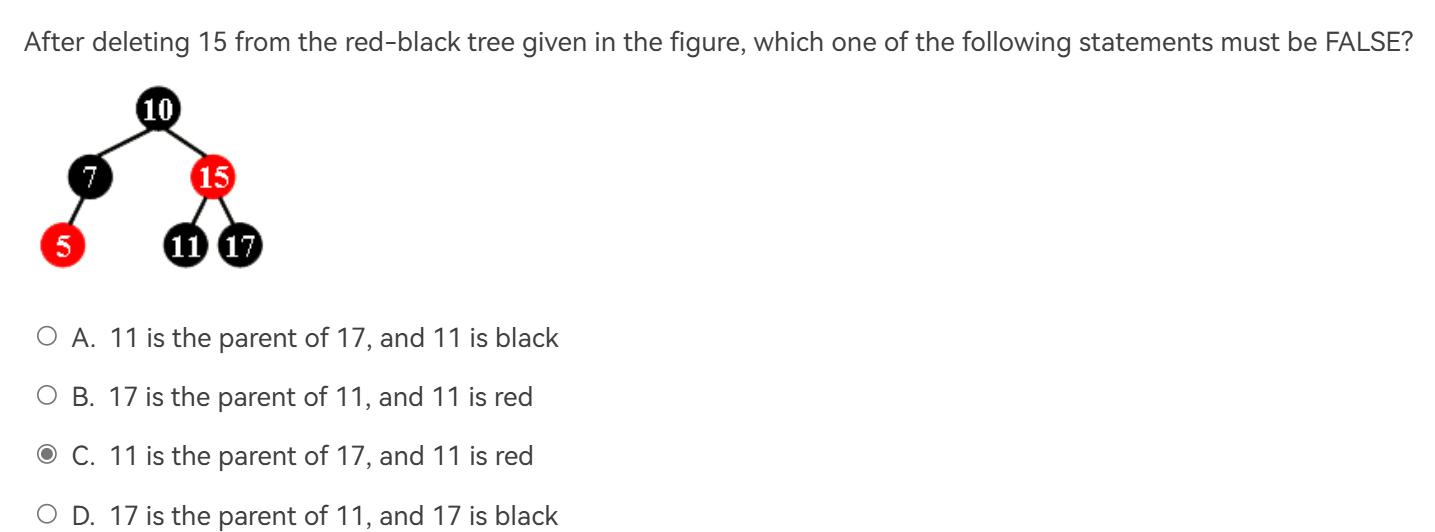 After deleting 15 from the red-black tree given in the figure, which one of the following statements must be FALSE?
10
7 15
5 11 17
A. 11 is the parent of 17, and 11 is black
B. 17 is the parent of 11, and 11 is red
C. 11 is the parent of 17, and 11 is red
D. 17 is the parent of 11, and 17 is black